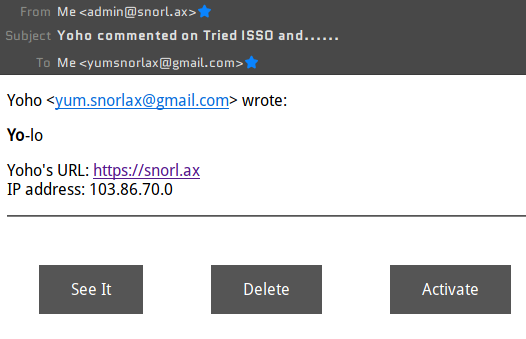 From Me <admin@snorl.ax>
Subject Yoho commented on Tried ISSO and......
To Me <yumsnorlax@gmail.com>
Yoho <yum.snorlax@gmail.com> wrote:
Yo-lo
Yoho's URL: https://snorl.ax
IP address: 103.86.70.0
See It Delete Activate